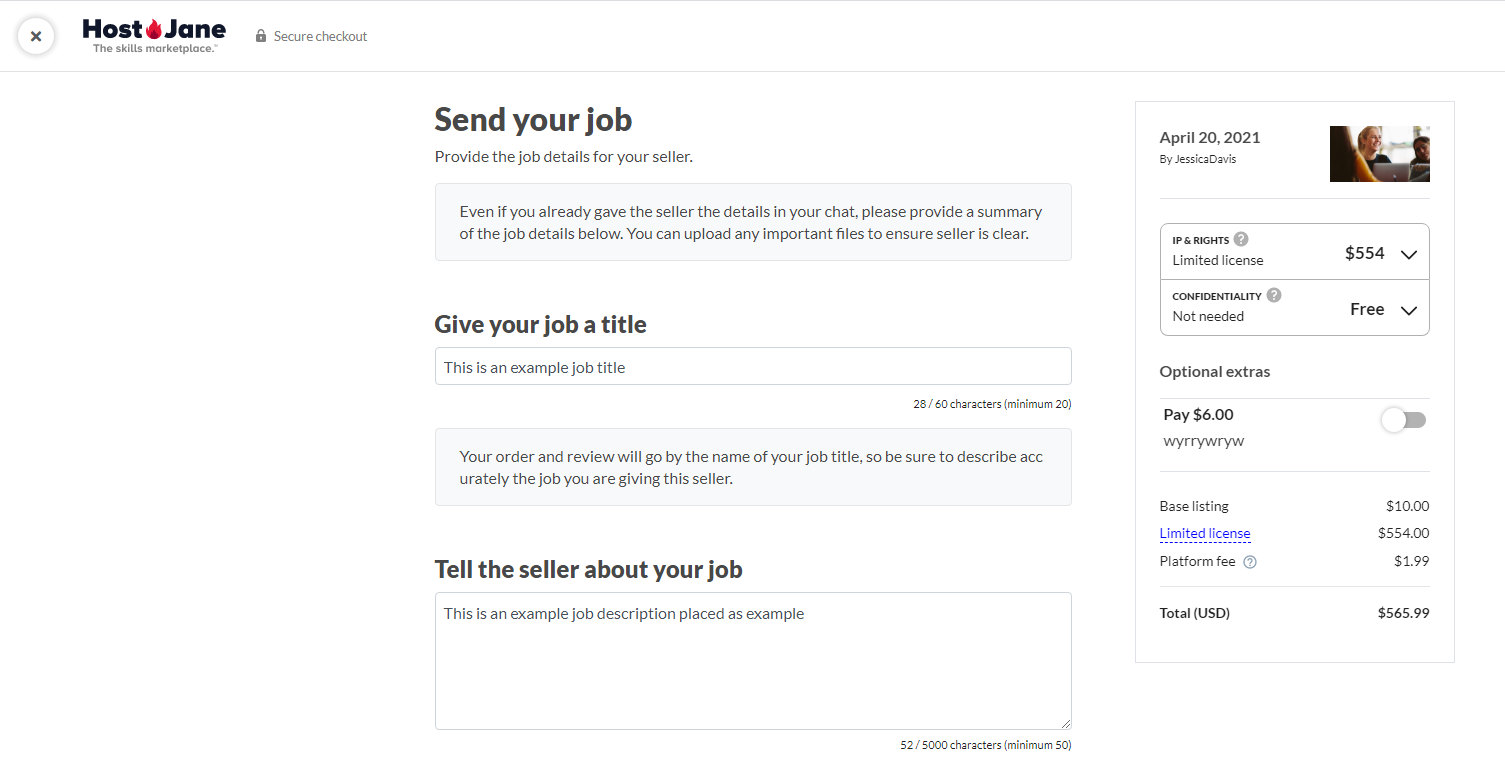 Host Jane
The skills marketplace.™
Secure checkout
Send your job
Provide the job details for your seller.
Even if you already gave the seller the details in your chat, please provide a summary
of the job details below. You can upload any important files to ensure seller is clear.
Give your job a title
This is an example job title
28 / 60 characters (minimum 20)
Your order and review will go by the name of your job title, so be sure to describe acc
urately the job you are giving this seller.
Tell the seller about your job
This is an example job description placed as example
52 / 5000 characters (minimum 50)
April 20, 2021
By JessicaDavis
IP & RIGHTS ?
Limited license $554
CONFIDENTIALITY ?
Not needed Free
Optional extras
Pay $6.00
wyrrywryw
Base listing $10.00
Limited license $554.00
Platform fee ? $1.99
Total (USD) $565.99